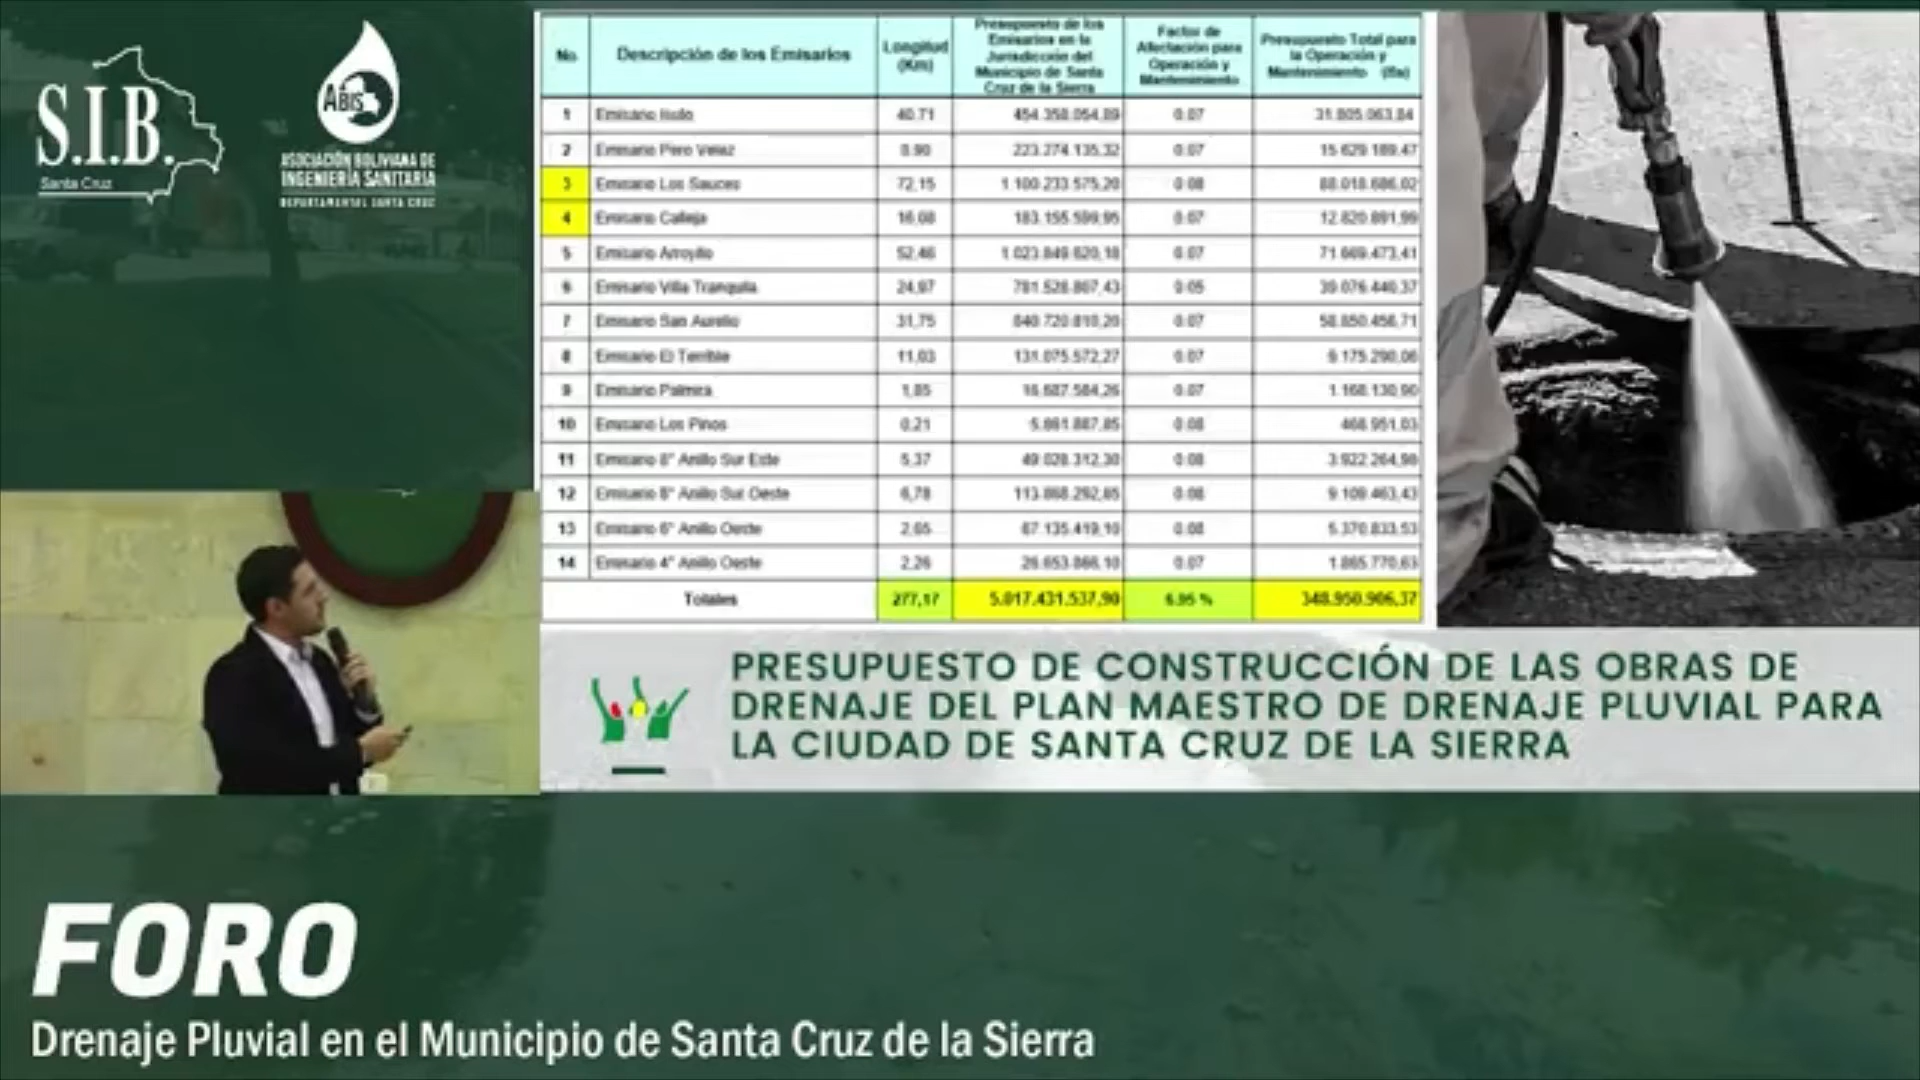 S.I.B.
Santa Cruz
ABIS
ASOCIACIÓN BOLIVIANA DE
INGENIERÍA SANITARIA
DEPARTAMENTAL SANTA CRUZ
No. Descripción de los Emisarios Longitud (Km) Presupuesto de los Emisarios en la Jurisdicción del Municipio de Santa Cruz de la Sierra Factor de Afectación para Operación y Mantenimiento Presupuesto Total para la Operación y Mantenimiento (Bs)
1 Emisario 40.71 454.358.054,89 0.07 31.805.063,84
2 Emisario Pero Velez 223.274.135,32 0.07 15.629.189,47
3 Emisario Los Sauces 72,15 1.100.233.575,20 0.08 88.018.686,02
4 Emisario Calleja 16,08 183.155.599,95 0.07 12.820.891,99
5 Emisario Arroyito 52,46 1.023.849.620,18 0.07 71.669.473,41
6 Emisario Villa Tranquila 24,97 781.528.807,43 0.05 39.076.440,37
7 Emisario San Aurelio 31,75 840.720.810,20 0.07 58.850.456,71
8 Emisario El Terrible 11,03 131.075.572,27 0.07 9.175.290,06
9 Emisario Palmira 1,85 16.687.584,26 0.07 1.168.130,90
10 Emisario Los Pinos 0,21 5.861.887,85 0.08 468.951,03
11 Emisario 8° Anillo Sur Este 5,37 49.028.312,30 0.08 3.922.264,98
12 Emisario 8° Anillo Sur Oeste 6,78 113.868.292,85 0.08 9.109.463,43
13 Emisario 6° Anillo Oeste 2,65 67.135.419,10 0.08 5.370.833,53
14 Emisario 4° Anillo Oeste 2,26 26.653.866,10 0.07 1.865.770,63
Totales 277,17 5.017.431.537,90 6.95 % 348.950.906,37
PRESUPUESTO DE CONSTRUCCIÓN DE LAS OBRAS DE
DRENAJE DEL PLAN MAESTRO DE DRENAJE PLUVIAL PARA
LA CIUDAD DE SANTA CRUZ DE LA SIERRA
FORO
Drenaje Pluvial en el Municipio de Santa Cruz de la Sierra